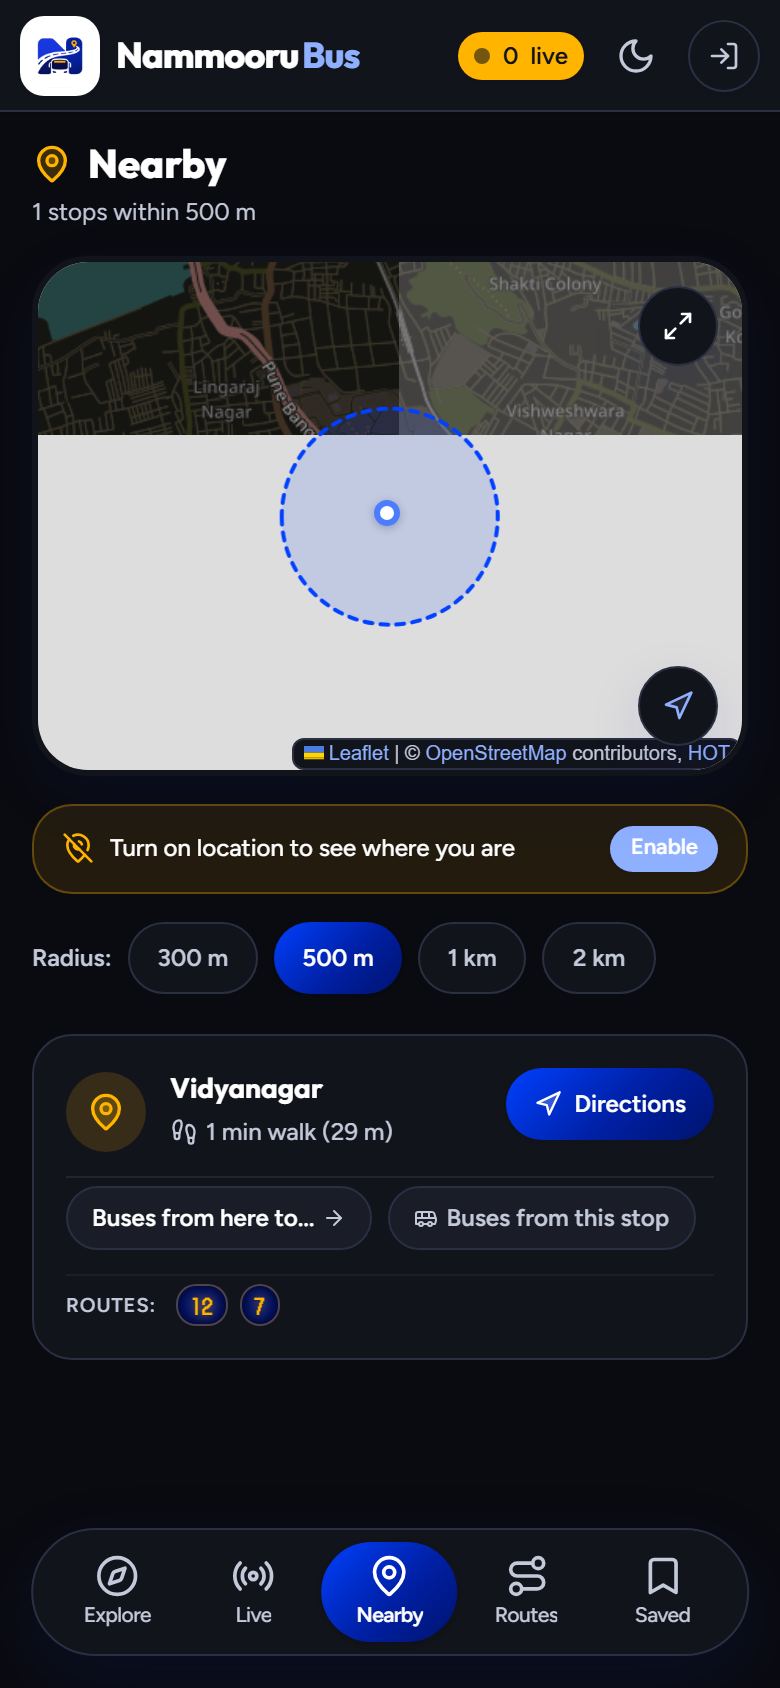 Nammooru Bus
0 live
Nearby
1 stops within 500 m
Shakti Colony
Lingaraj
Nagar
Vishweshwara
Leaflet | © OpenStreetMap contributors, HOT
Turn on location to see where you are
Enable
Radius:
300 m
500 m
1 km
2 km
Vidyanagar
1 min walk (29 m)
Directions
Buses from here to... →
Buses from this stop
ROUTES:
12
7
Explore
Live
Nearby
Routes
Saved